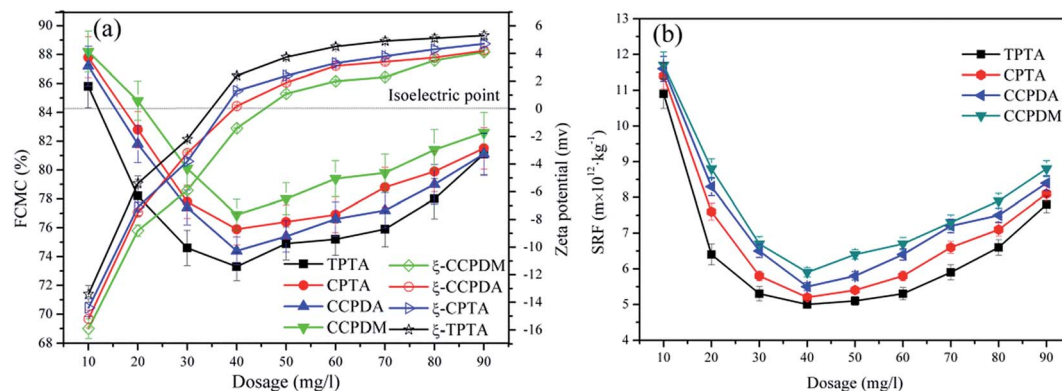 (a)
FCMC (%)
90
88
86
84
82
80
78
76
74
72
70
68
6
4
2
0
-2
-4
-6
-8
-10
-12
-14
-16
Zeta potential (mv)
Isoelectric point
TPTA
CPTA
CCPDA
CCPDM
ξ-CCPDM
ξ-CCPDA
ξ-CPTA
ξ-TPTA
10 20 30 40 50 60 70 80 90
Dosage (mg/l)
(b)
SRF (m×10¹²·kg⁻¹)
13
12
11
10
9
8
7
6
5
4
TPTA
CPTA
CCPDA
CCPDM
10 20 30 40 50 60 70 80 90
Dosage (mg/l)